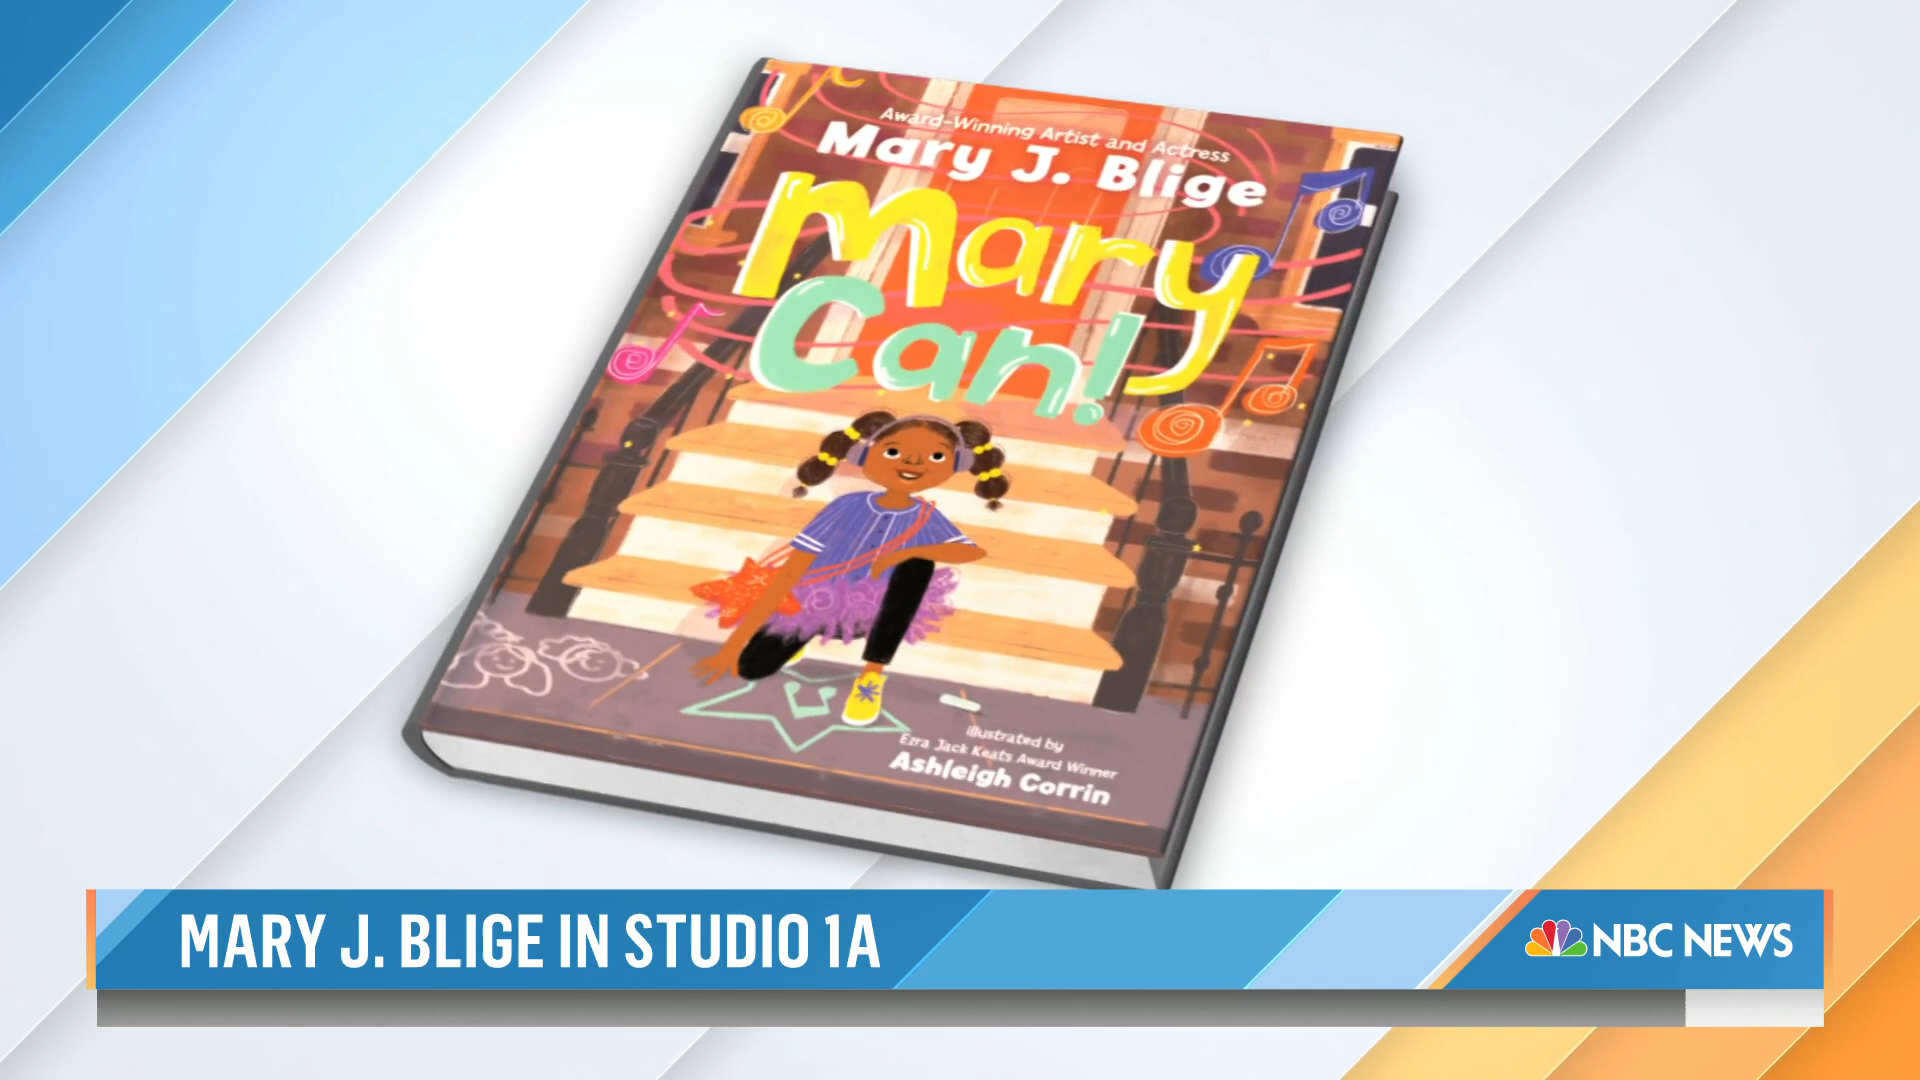 Award-Winning Artist and Actress
Mary J. Blige
Mary
Can!
illustrated by
Ezra Jack Keats Award Winner
Ashleigh Corrin
MARY J. BLIGE IN STUDIO 1A
NBC NEWS